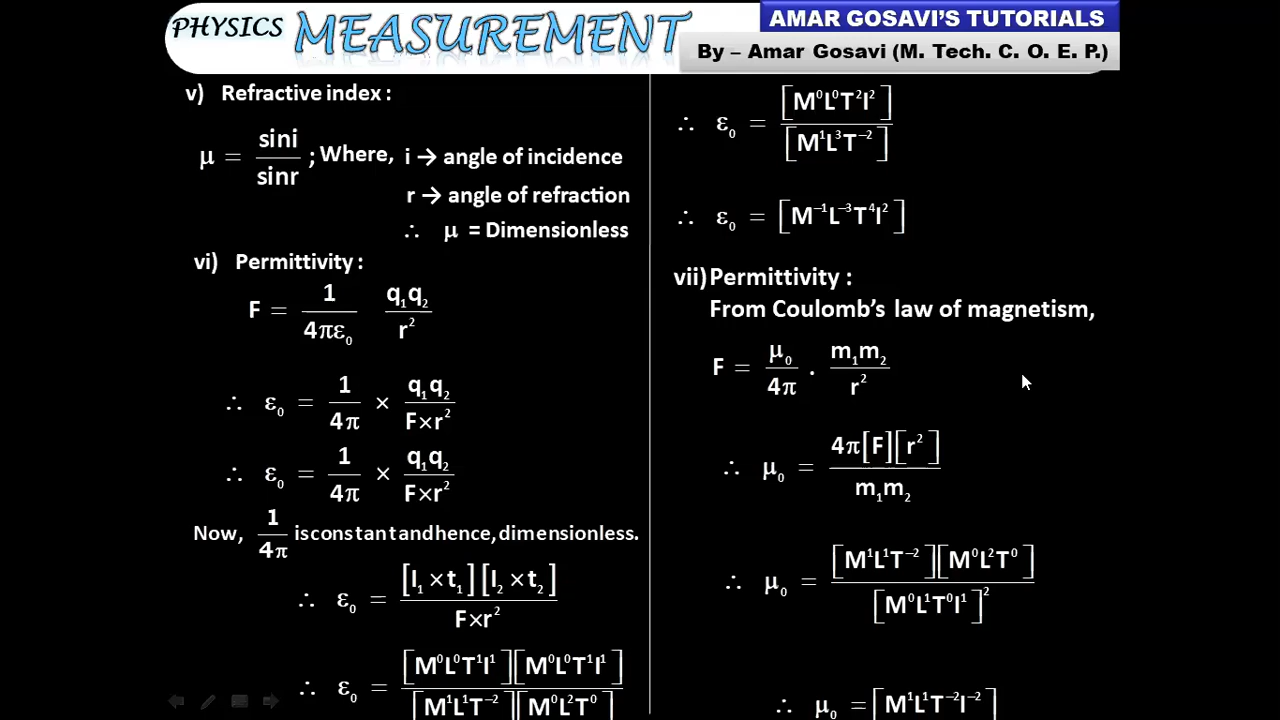 PHYSICS MEASUREMENT
AMAR GOSAVI'S TUTORIALS
By – Amar Gosavi (M. Tech. C. O. E. P.)
v) Refractive index :
μ = sini / sinr ; Where, i → angle of incidence
r → angle of refraction
∴ μ = Dimensionless
vi) Permittivity :
F = 1 / 4πε₀ q₁q₂ / r²
∴ ε₀ = 1 / 4π × q₁q₂ / F×r²
∴ ε₀ = 1 / 4π × q₁q₂ / F×r²
Now, 1 / 4π isconstantandhence,dimensionless.
∴ ε₀ = [I₁ × t₁][I₂ × t₂] / F×r²
∴ ε₀ = [M⁰L⁰T¹I¹][M⁰L⁰T¹I¹] / [M¹L¹T⁻²][M⁰L²T⁰]
∴ ε₀ = [M⁰L⁰T²I²] / [M¹L³T⁻²]
∴ ε₀ = [M⁻¹L⁻³T⁴I²]
vii) Permittivity :
From Coulomb's law of magnetism,
F = μ₀ / 4π . m₁m₂ / r²
∴ μ₀ = 4π[F][r²] / m₁m₂
∴ μ₀ = [M¹L¹T⁻²][M⁰L²T⁰] / [M⁰L¹T⁰I¹]²
∴ μ₀ = [M¹L¹T⁻²I⁻²]